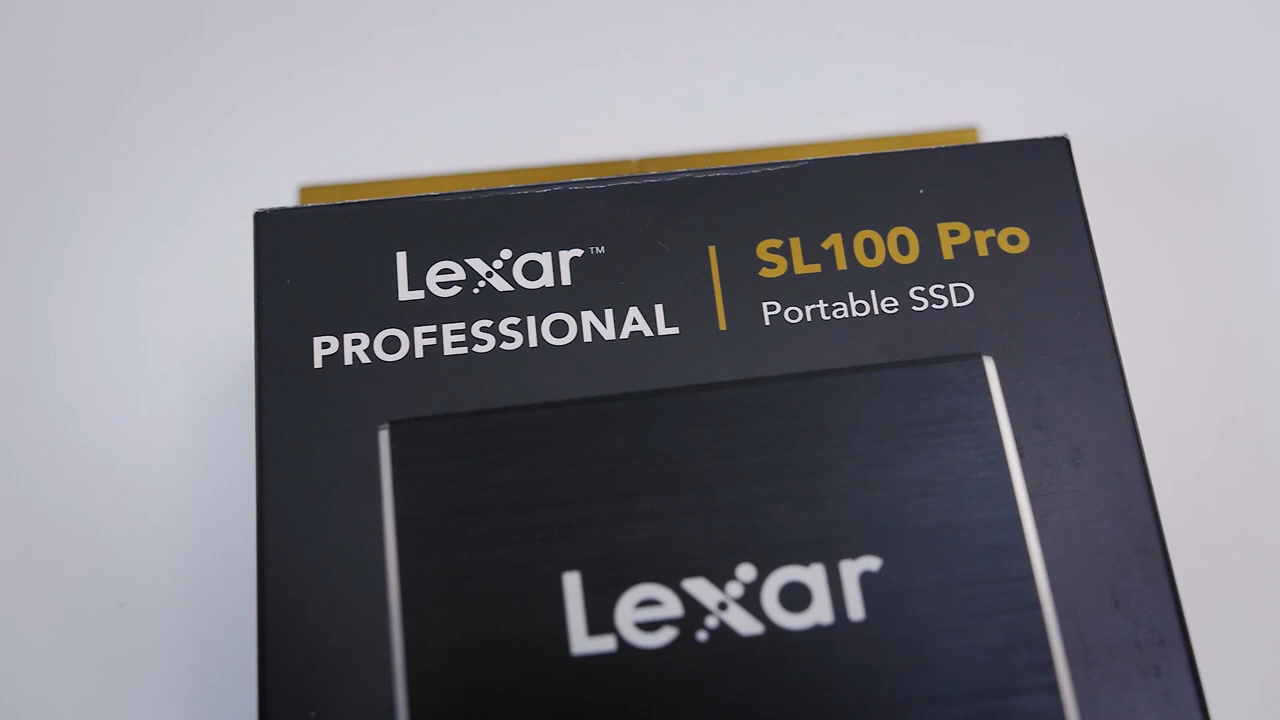 Lexar™
PROFESSIONAL
SL100 Pro
Portable SSD
Lexar